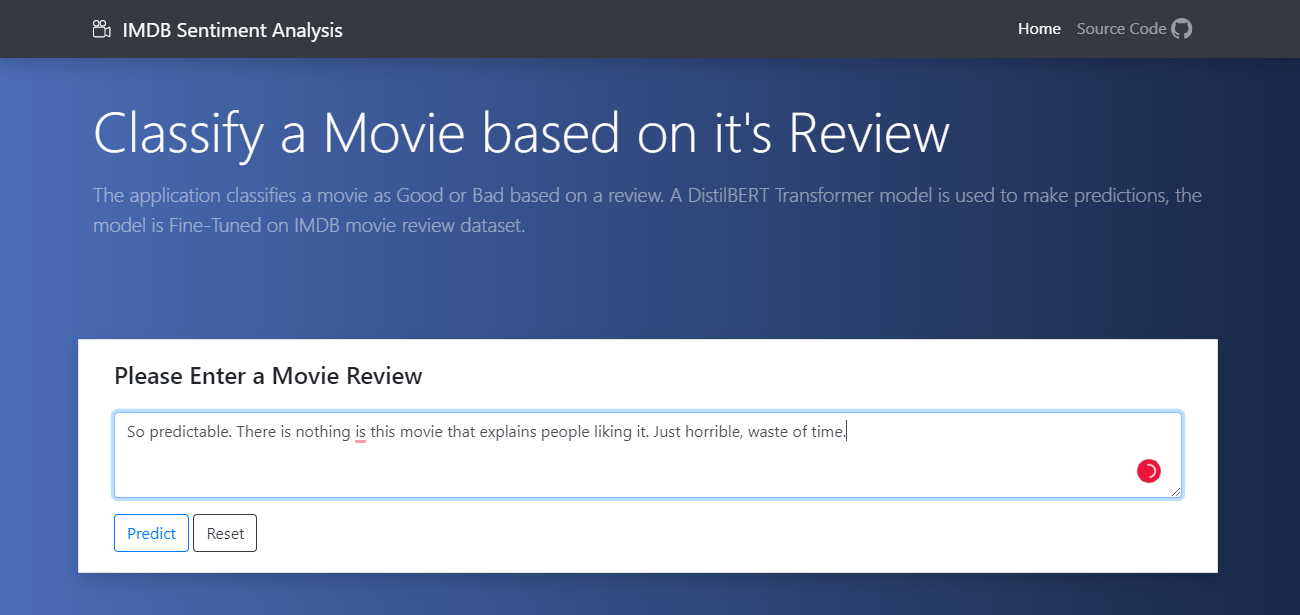 IMDB Sentiment Analysis
Home Source Code
Classify a Movie based on it's Review
The application classifies a movie as Good or Bad based on a review. A DistilBERT Transformer model is used to make predictions, the
model is Fine-Tuned on IMDB movie review dataset.
Please Enter a Movie Review
So predictable. There is nothing is this movie that explains people liking it. Just horrible, waste of time.
Predict Reset